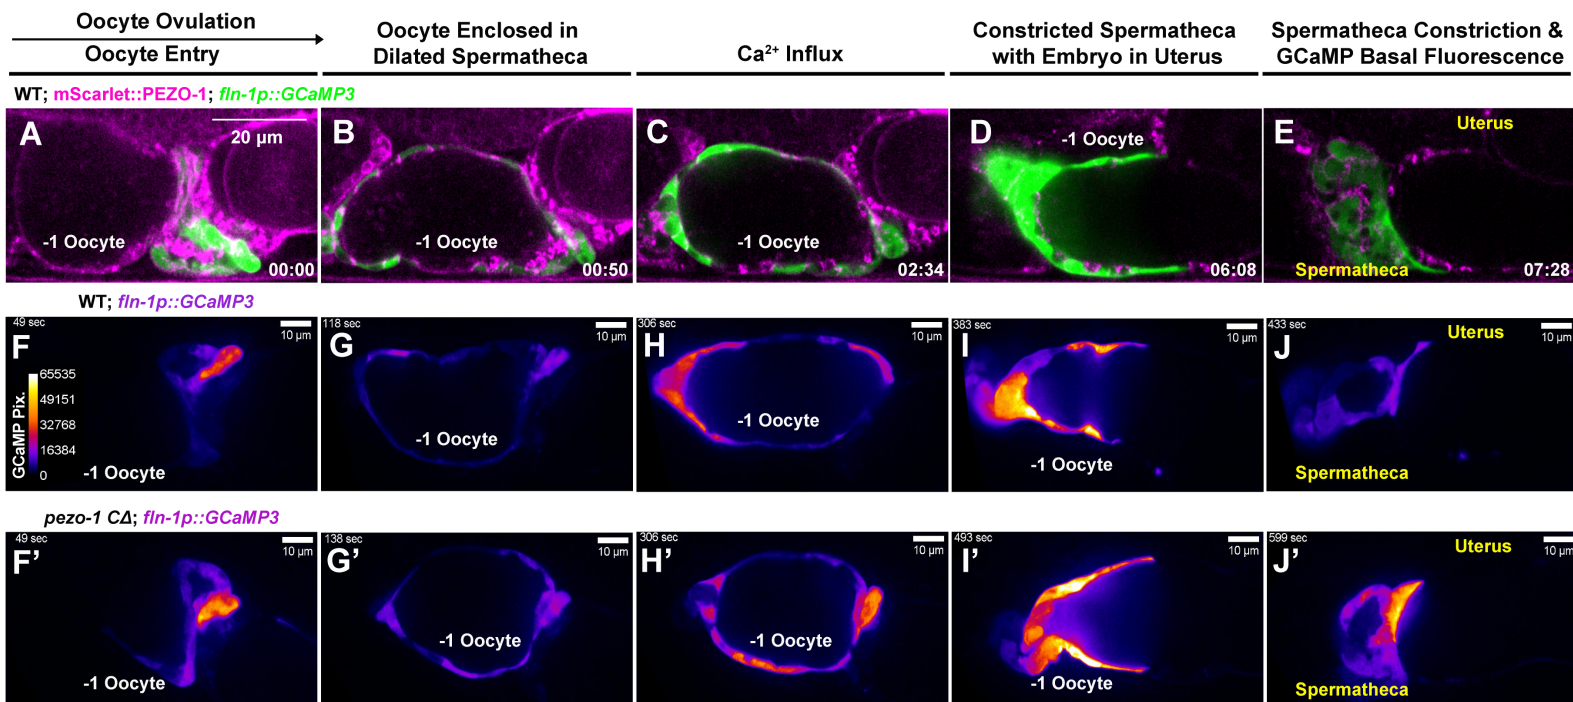 Oocyte Ovulation
Oocyte Entry
Oocyte Enclosed in
Dilated Spermatheca
Ca²⁺ Influx
Constricted Spermatheca
with Embryo in Uterus
Spermatheca Constriction &
GCaMP Basal Fluorescence
WT; mScarlet::PEZO-1; fln-1p::GCaMP3
A
20 µm
-1 Oocyte
00:00
B
-1 Oocyte
00:50
C
-1 Oocyte
02:34
D
-1 Oocyte
06:08
E
Uterus
Spermatheca
07:28
WT; fln-1p::GCaMP3
49 sec
F
10 µm
GCaMP Pix.
65535
49151
32768
16384
0
-1 Oocyte
118 sec
G
10 µm
-1 Oocyte
306 sec
H
10 µm
-1 Oocyte
383 sec
I
10 µm
-1 Oocyte
433 sec
J
Uterus
10 µm
Spermatheca
pezo-1 CΔ; fln-1p::GCaMP3
49 sec
F’
10 µm
-1 Oocyte
138 sec
G’
10 µm
-1 Oocyte
306 sec
H’
10 µm
-1 Oocyte
493 sec
I’
10 µm
-1 Oocyte
599 sec
J’
Uterus
10 µm
Spermatheca